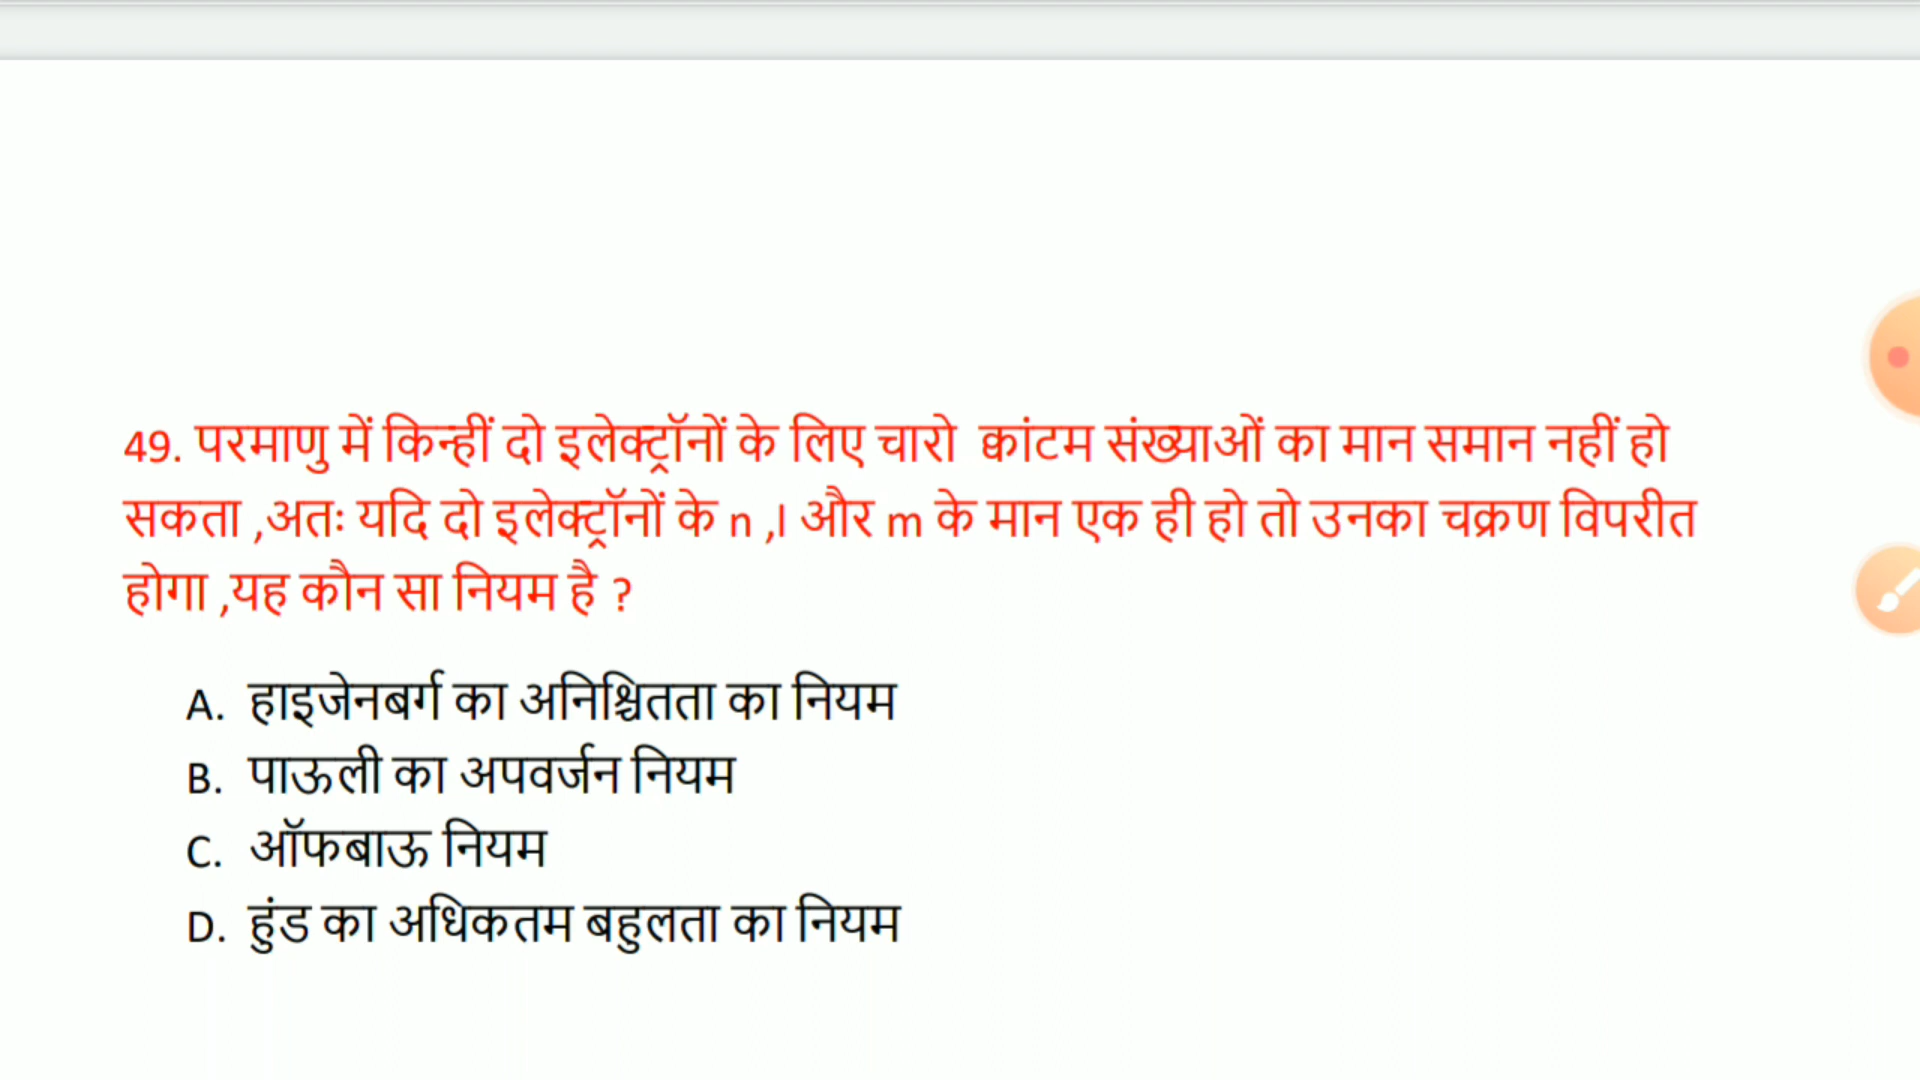 49. परमाणु में किन्हीं दो इलेक्ट्रॉनों के लिए चारो क्वांटम संख्याओं का मान समान नहीं हो
सकता ,अतः यदि दो इलेक्ट्रॉनों के n ,l और m के मान एक ही हो तो उनका चक्रण विपरीत
होगा ,यह कौन सा नियम है ?
A. हाइजेनबर्ग का अनिश्चितता का नियम
B. पाऊली का अपवर्जन नियम
C. ऑफबाऊ नियम
D. हुंड का अधिकतम बहुलता का नियम